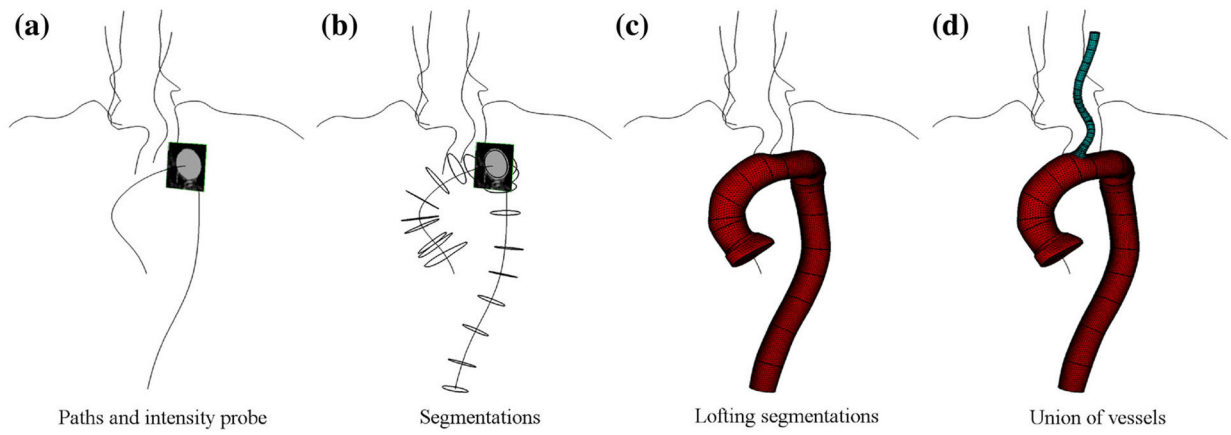 (a)
(b)
(c)
(d)
Paths and intensity probe
Segmentations
Lofting segmentations
Union of vessels